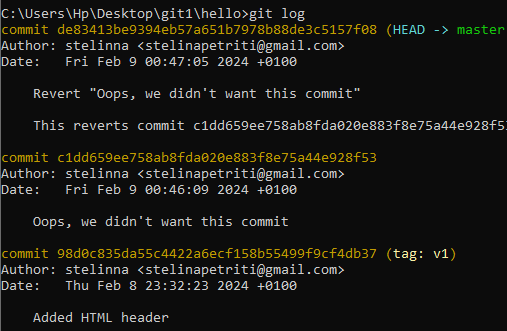 C:\Users\Hp\Desktop\git1\hello>git log
commit de83413be9394eb57a651b7978b88de3c5157f08 (HEAD -> master
Author: stelinna <stelinapetriti@gmail.com>
Date:   Fri Feb 9 00:47:05 2024 +0100
Revert "Oops, we didn't want this commit"
This reverts commit c1dd659ee758ab8fda020e883f8e75a44e928f53
commit c1dd659ee758ab8fda020e883f8e75a44e928f53
Author: stelinna <stelinapetriti@gmail.com>
Date:   Fri Feb 9 00:46:09 2024 +0100
Oops, we didn't want this commit
commit 98d0c835da55c4422a6ecf158b55499f9cf4db37 (tag: v1)
Author: stelinna <stelinapetriti@gmail.com>
Date:   Thu Feb 8 23:32:23 2024 +0100
Added HTML header